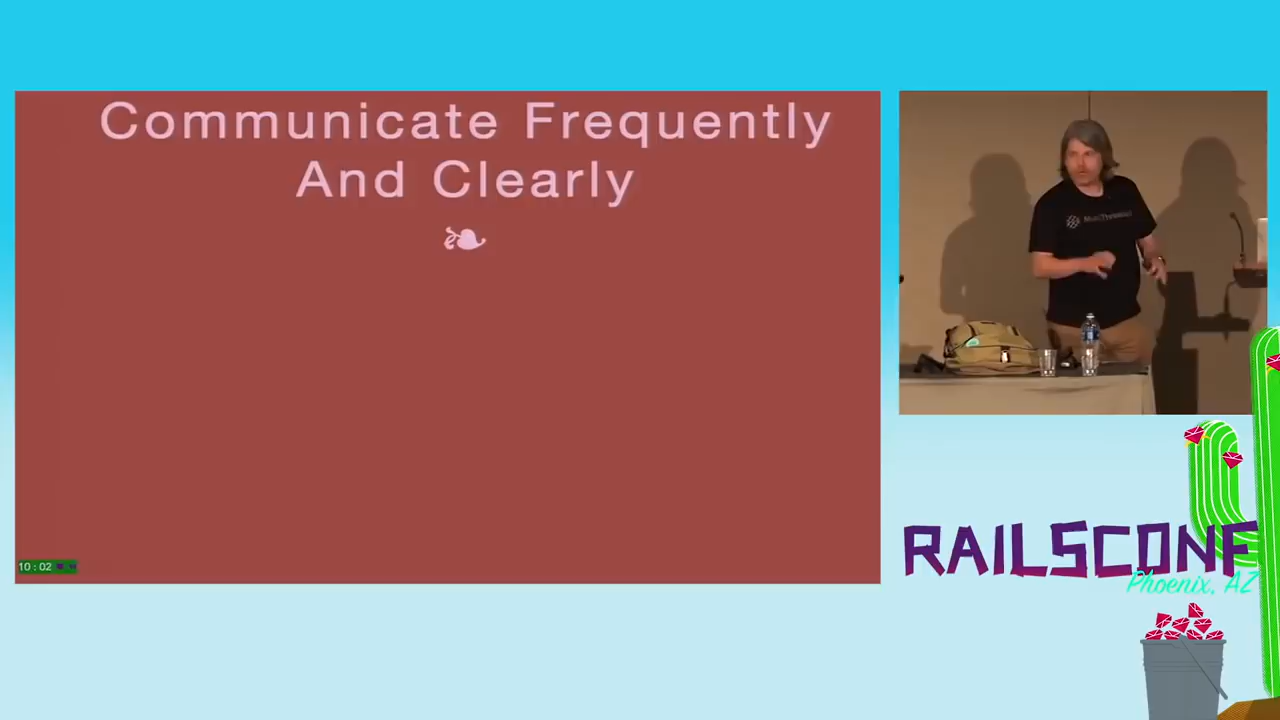 Communicate Frequently
And Clearly
10:02
RAILSCONF
Phoenix, AZ